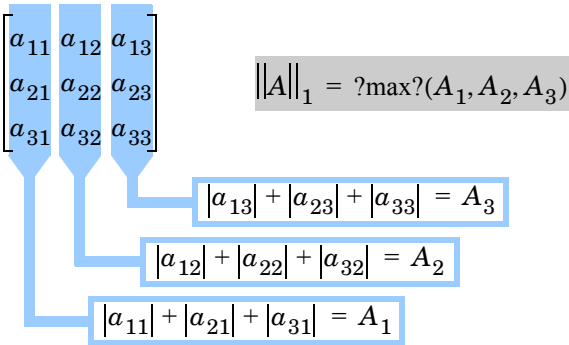 a11 a12 a13
a21 a22 a23
a31 a32 a33
||A||1 = ?max?(A1, A2, A3)
|a13| + |a23| + |a33| = A3
|a12| + |a22| + |a32| = A2
|a11| + |a21| + |a31| = A1